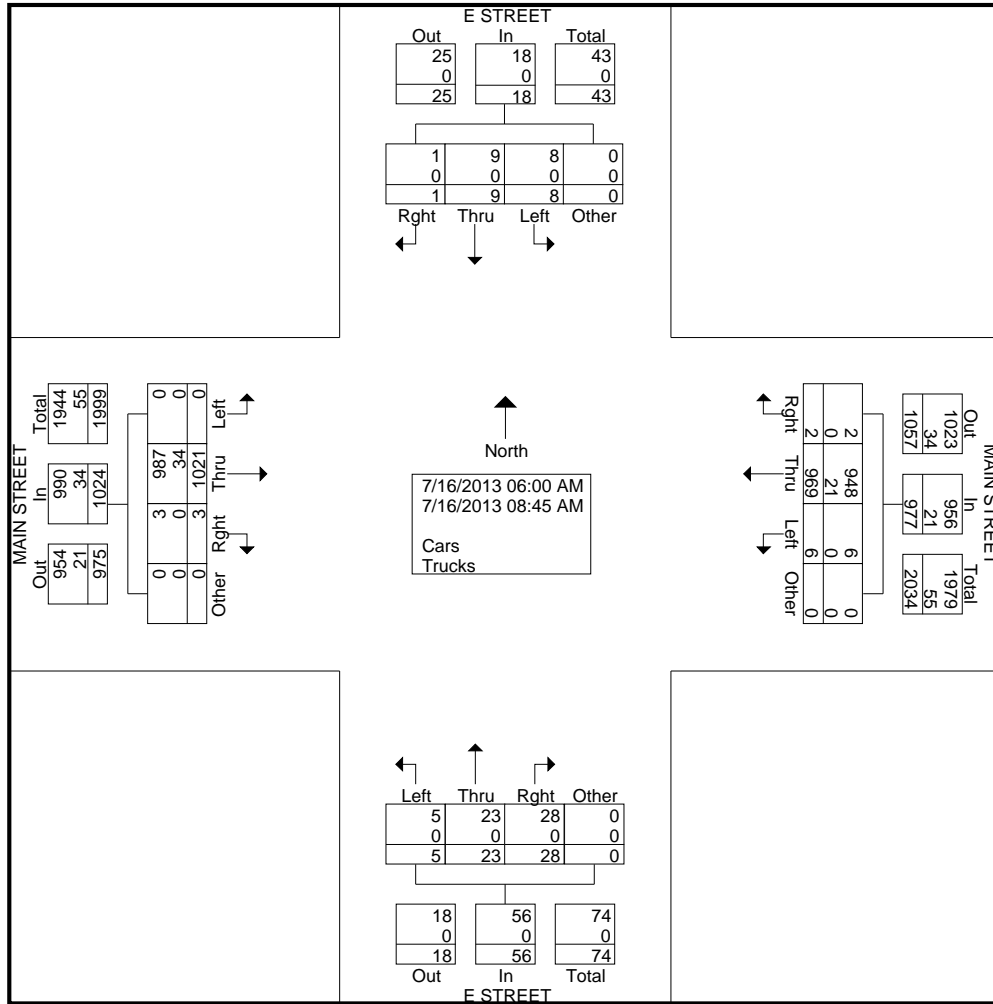 E STREET
Out In Total
25 18 43
0 0 0
25 18 43
1 9 8 0
0 0 0 0
1 9 8 0
Rght Thru Left Other
MAIN STREET
Total In Out
1944 990 954
55 34 21
1999 1024 975
0 987 3 0
0 34 0 0
0 1021 3 0
Left Thru Rght Other
North
7/16/2013 06:00 AM
7/16/2013 08:45 AM
Cars
Trucks
MAIN STREET
Out In Total
1023 956 1979
34 21 55
1057 977 2034
2 948 6 0
0 21 0 0
2 969 6 0
Rght Thru Left Other
Left Thru Rght Other
5 23 28 0
0 0 0 0
5 23 28 0
18 56 74
0 0 0
18 56 74
Out In Total
E STREET